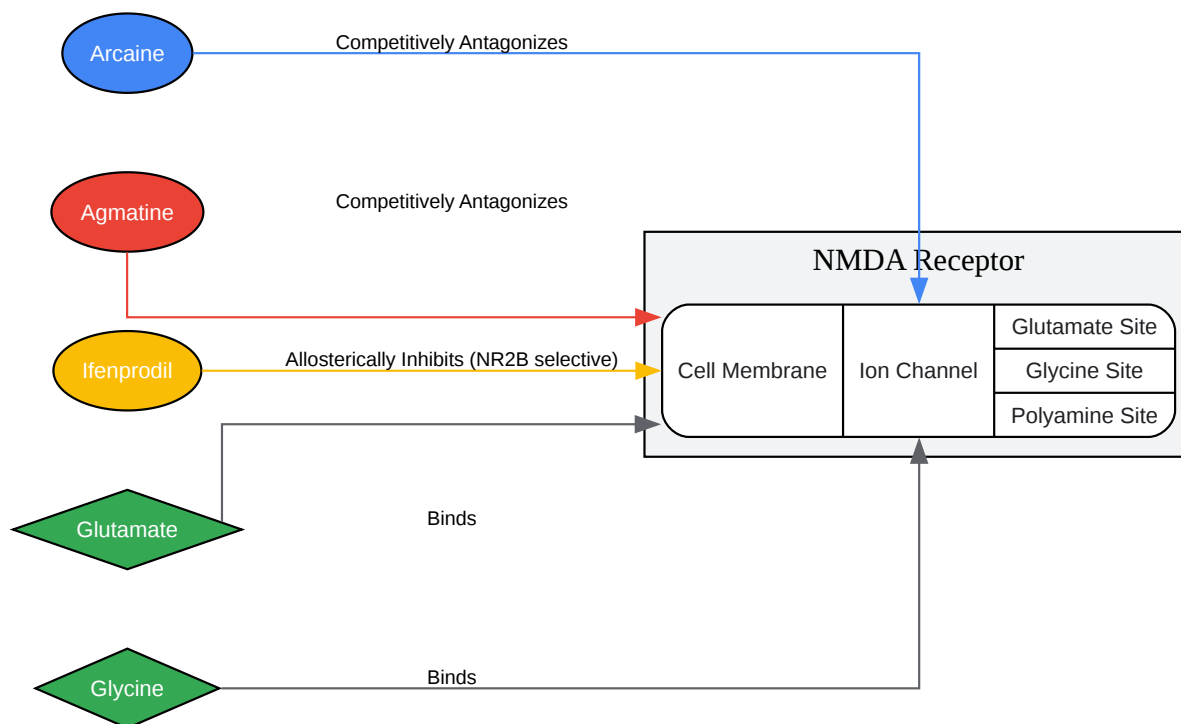 Arcaine
Competitively Antagonizes
Agmatine
Competitively Antagonizes
NMDA Receptor
Cell Membrane
Ion Channel
Glutamate Site
Glycine Site
Polyamine Site
Ifenprodil
Allosterically Inhibits (NR2B selective)
Glutamate
Binds
Glycine
Binds